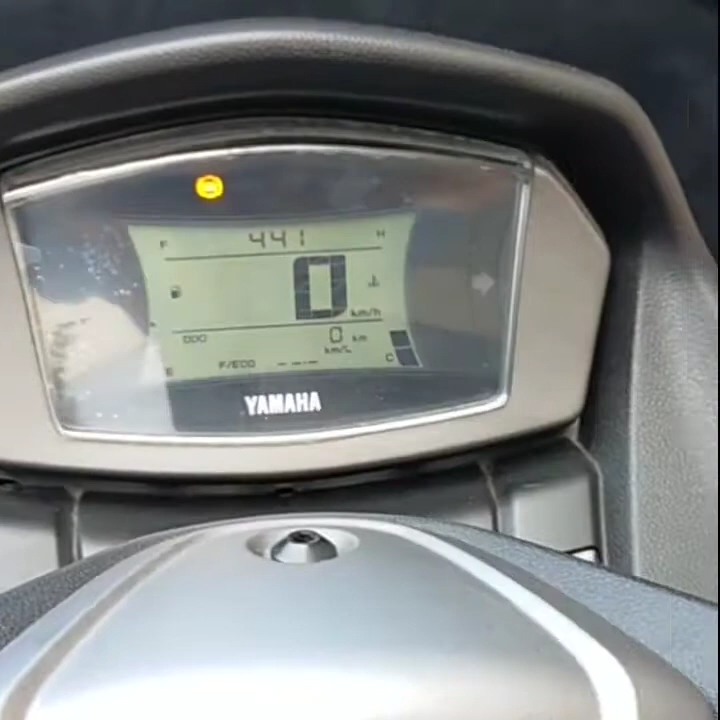 F 441 H
0 km/h
ODO 0 km
km/L
E F/ECO -.-- C
YAMAHA